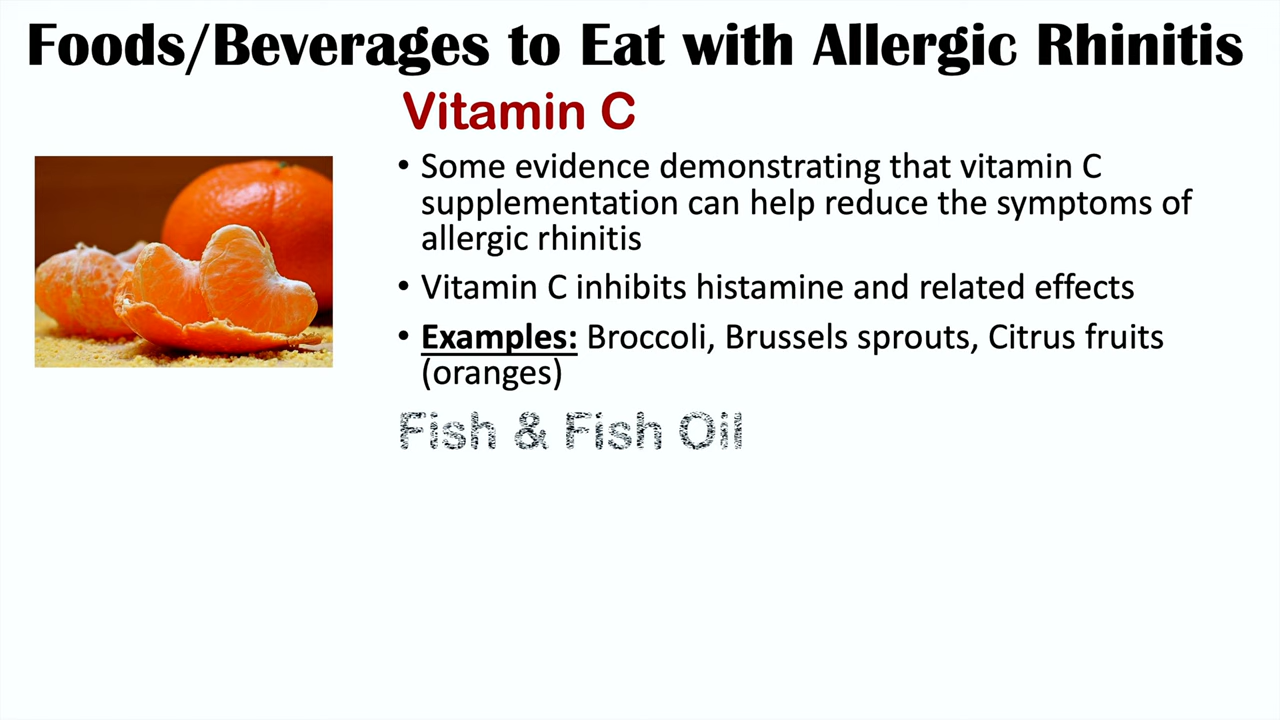 Foods/Beverages to Eat with Allergic Rhinitis
Vitamin C
• Some evidence demonstrating that vitamin C
supplementation can help reduce the symptoms of
allergic rhinitis
• Vitamin C inhibits histamine and related effects
• Examples: Broccoli, Brussels sprouts, Citrus fruits
(oranges)
Fish & Fish Oil